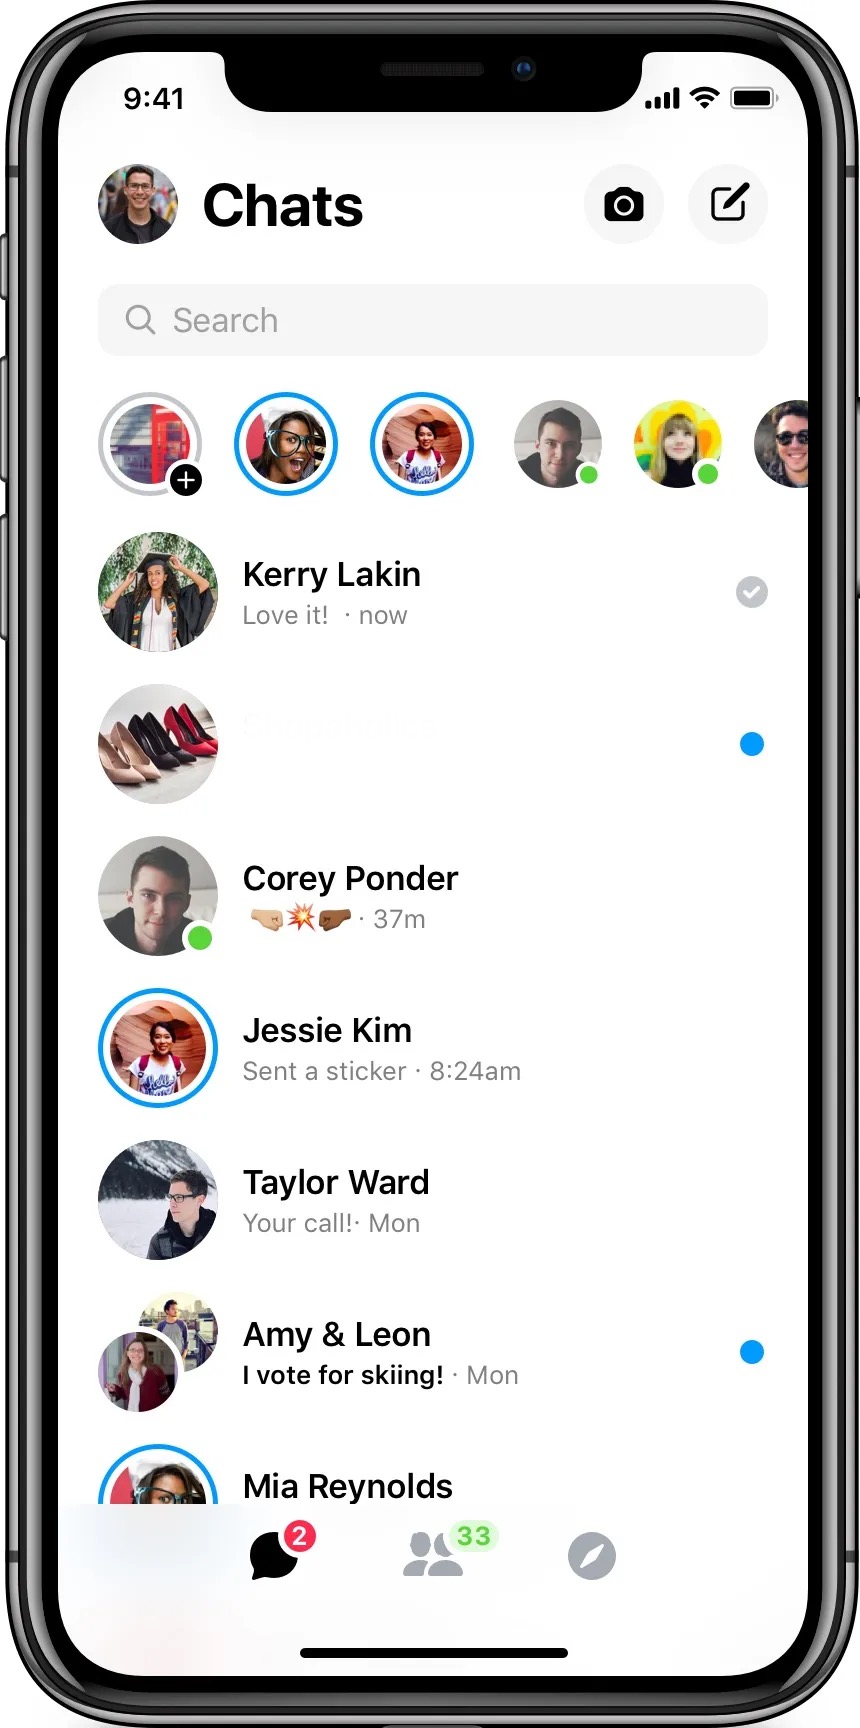 9:41
Chats
Search
Kerry Lakin
Love it! · now
Corey Ponder
🤛🏼💥🤜🏾 · 37m
Jessie Kim
Sent a sticker · 8:24am
Taylor Ward
Your call!· Mon
Amy & Leon
I vote for skiing! · Mon
Mia Reynolds
2
33